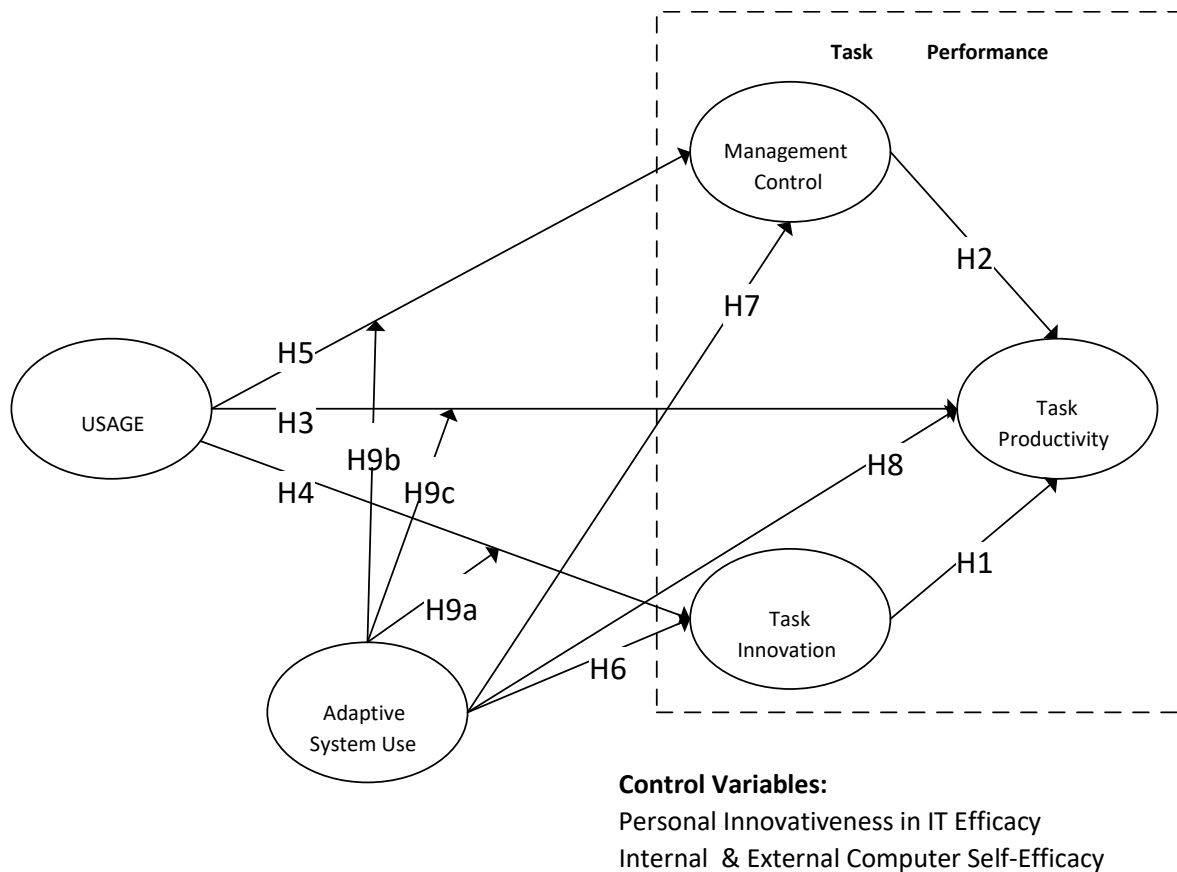 Task Performance
Management
Control
H2
H7
H5
USAGE
H3
Task
Productivity
H9b
H8
H4
H9c
H1
H9a
Task
Innovation
H6
Adaptive
System Use
Control Variables:
Personal Innovativeness in IT Efficacy
Internal & External Computer Self-Efficacy